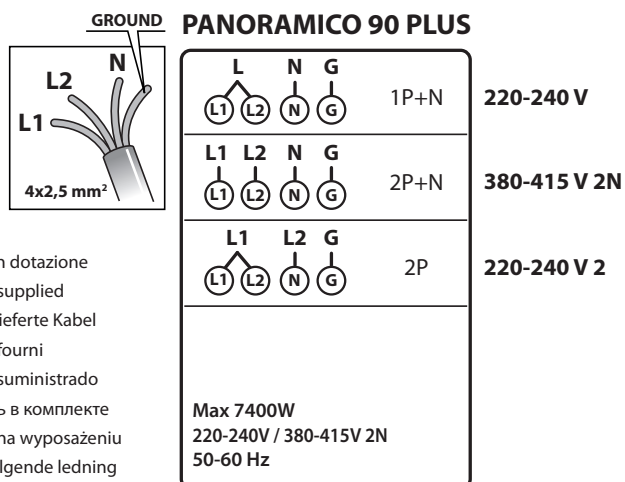 GROUND
PANORAMICO 90 PLUS
N
L2
L1
4x2,5 mm²
L N G
L1 L2 N G
1P+N
220-240 V
L1 L2 N G
L1 L2 N G
2P+N
380-415 V 2N
L1 L2 G
L1 L2 N G
2P
220-240 V 2
dotazione
supplied
ieferte Kabel
fourni
suministrado
ь в комплекте
na wyposażeniu
lgende ledning
Max 7400W
220-240V / 380-415V 2N
50-60 Hz